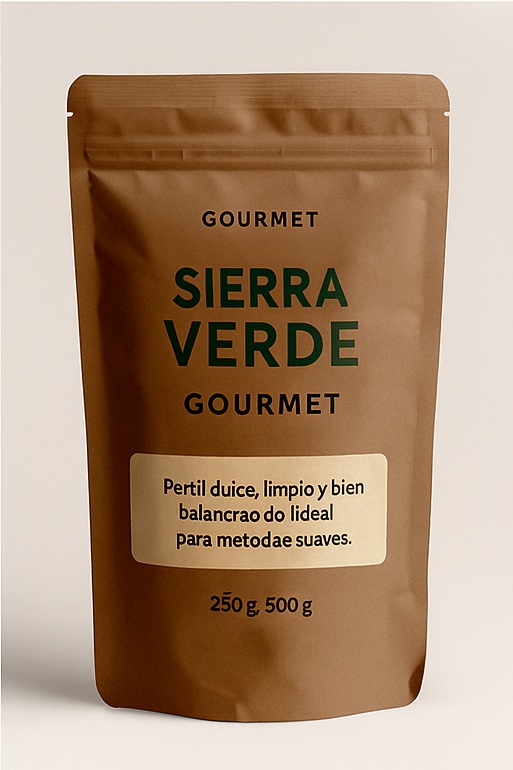 GOURMET
SIERRA
VERDE
GOURMET
Pertil duice, limpio y bien
balancrao do lideal
para metodae suaves.
250 g, 500 g